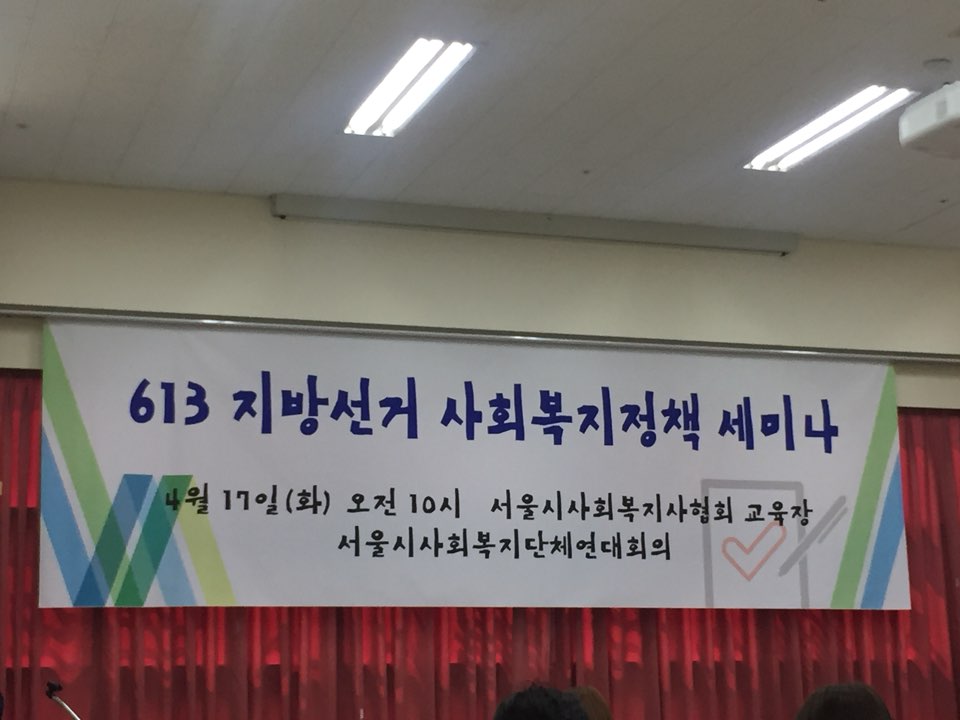 613 지방선거 사회복지정책 세미나
4월 17일(화) 오전 10시 서울시사회복지사협회 교육장
서울시사회복지단체연대회의